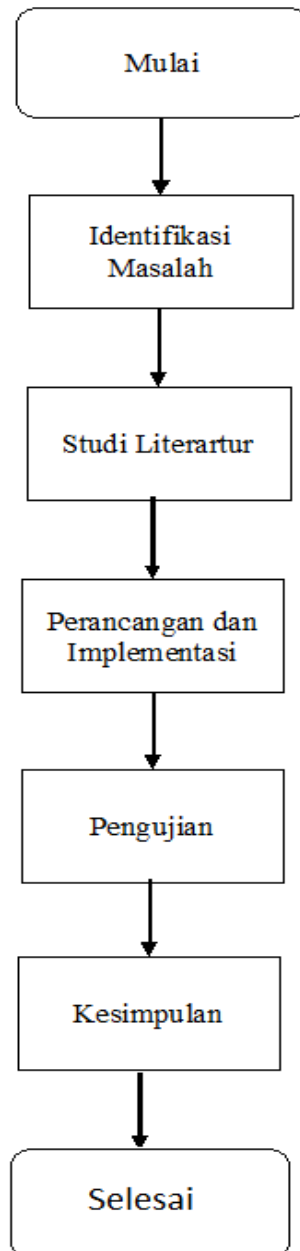 Mulai
Identifikasi
Masalah
Studi Literartur
Perancangan dan
Implementasi
Pengujian
Kesimpulan
Selesai